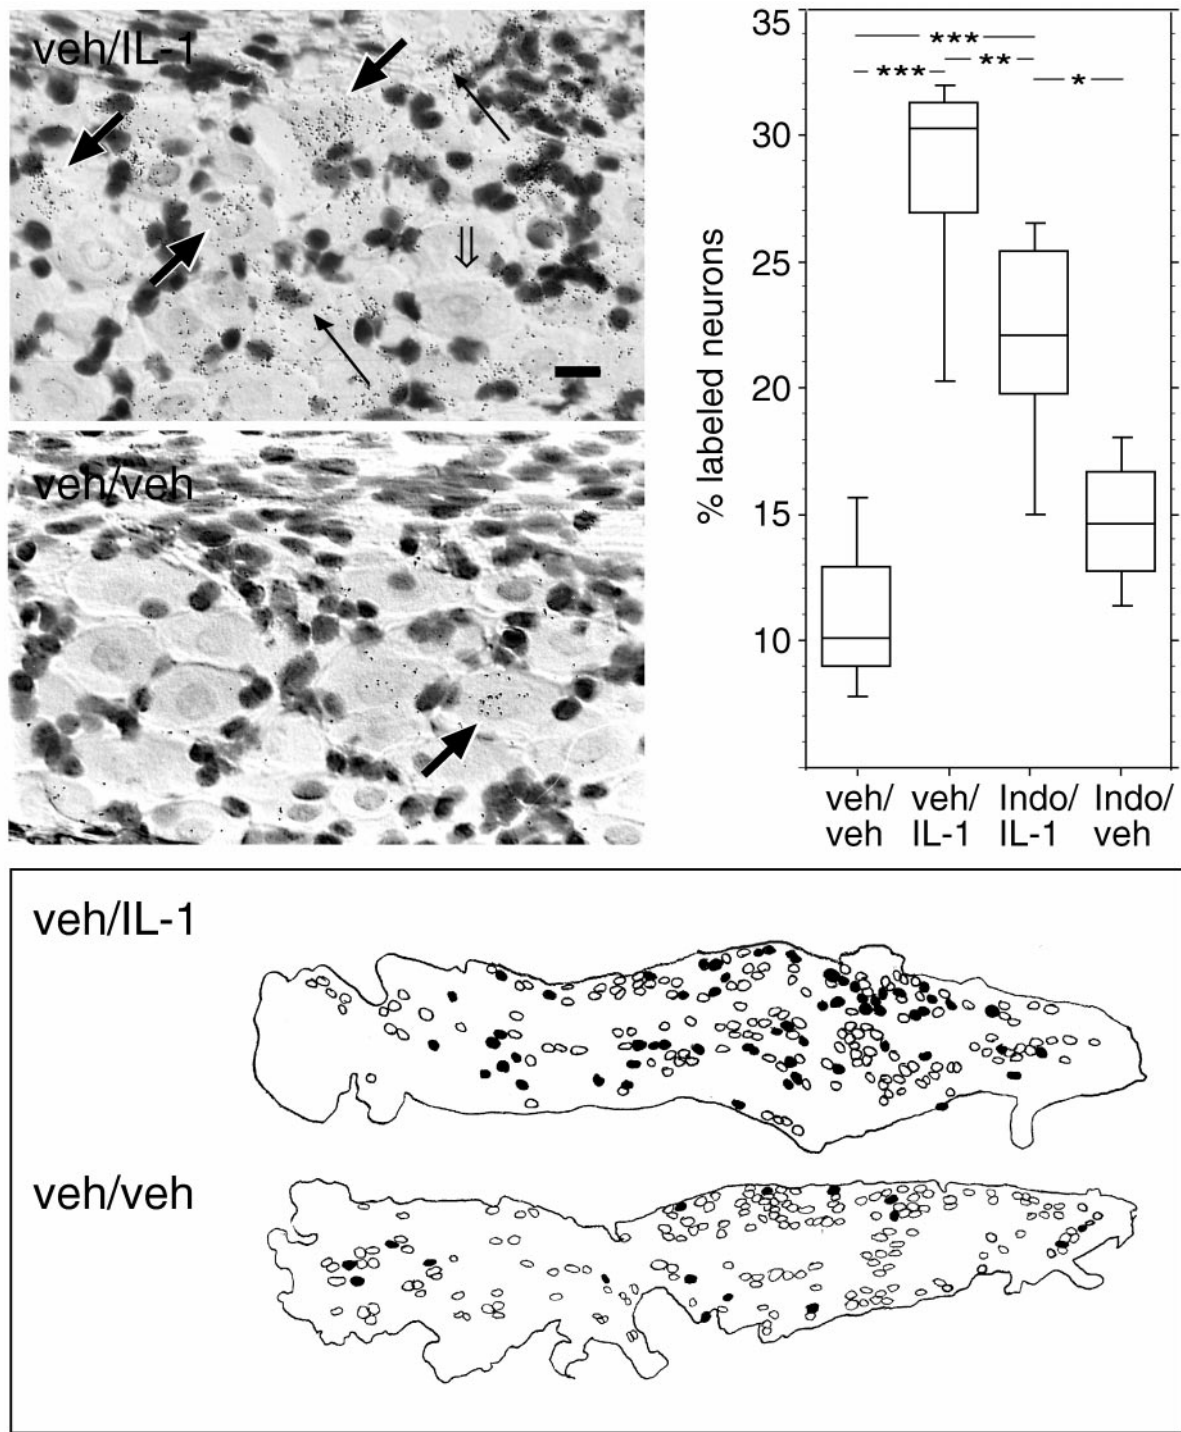 veh/IL-1
veh/veh
% labeled neurons
35
30
25
20
15
10
***
*** ** *
veh/ veh/ Indo/ Indo/
veh IL-1 IL-1 veh
veh/IL-1
veh/veh